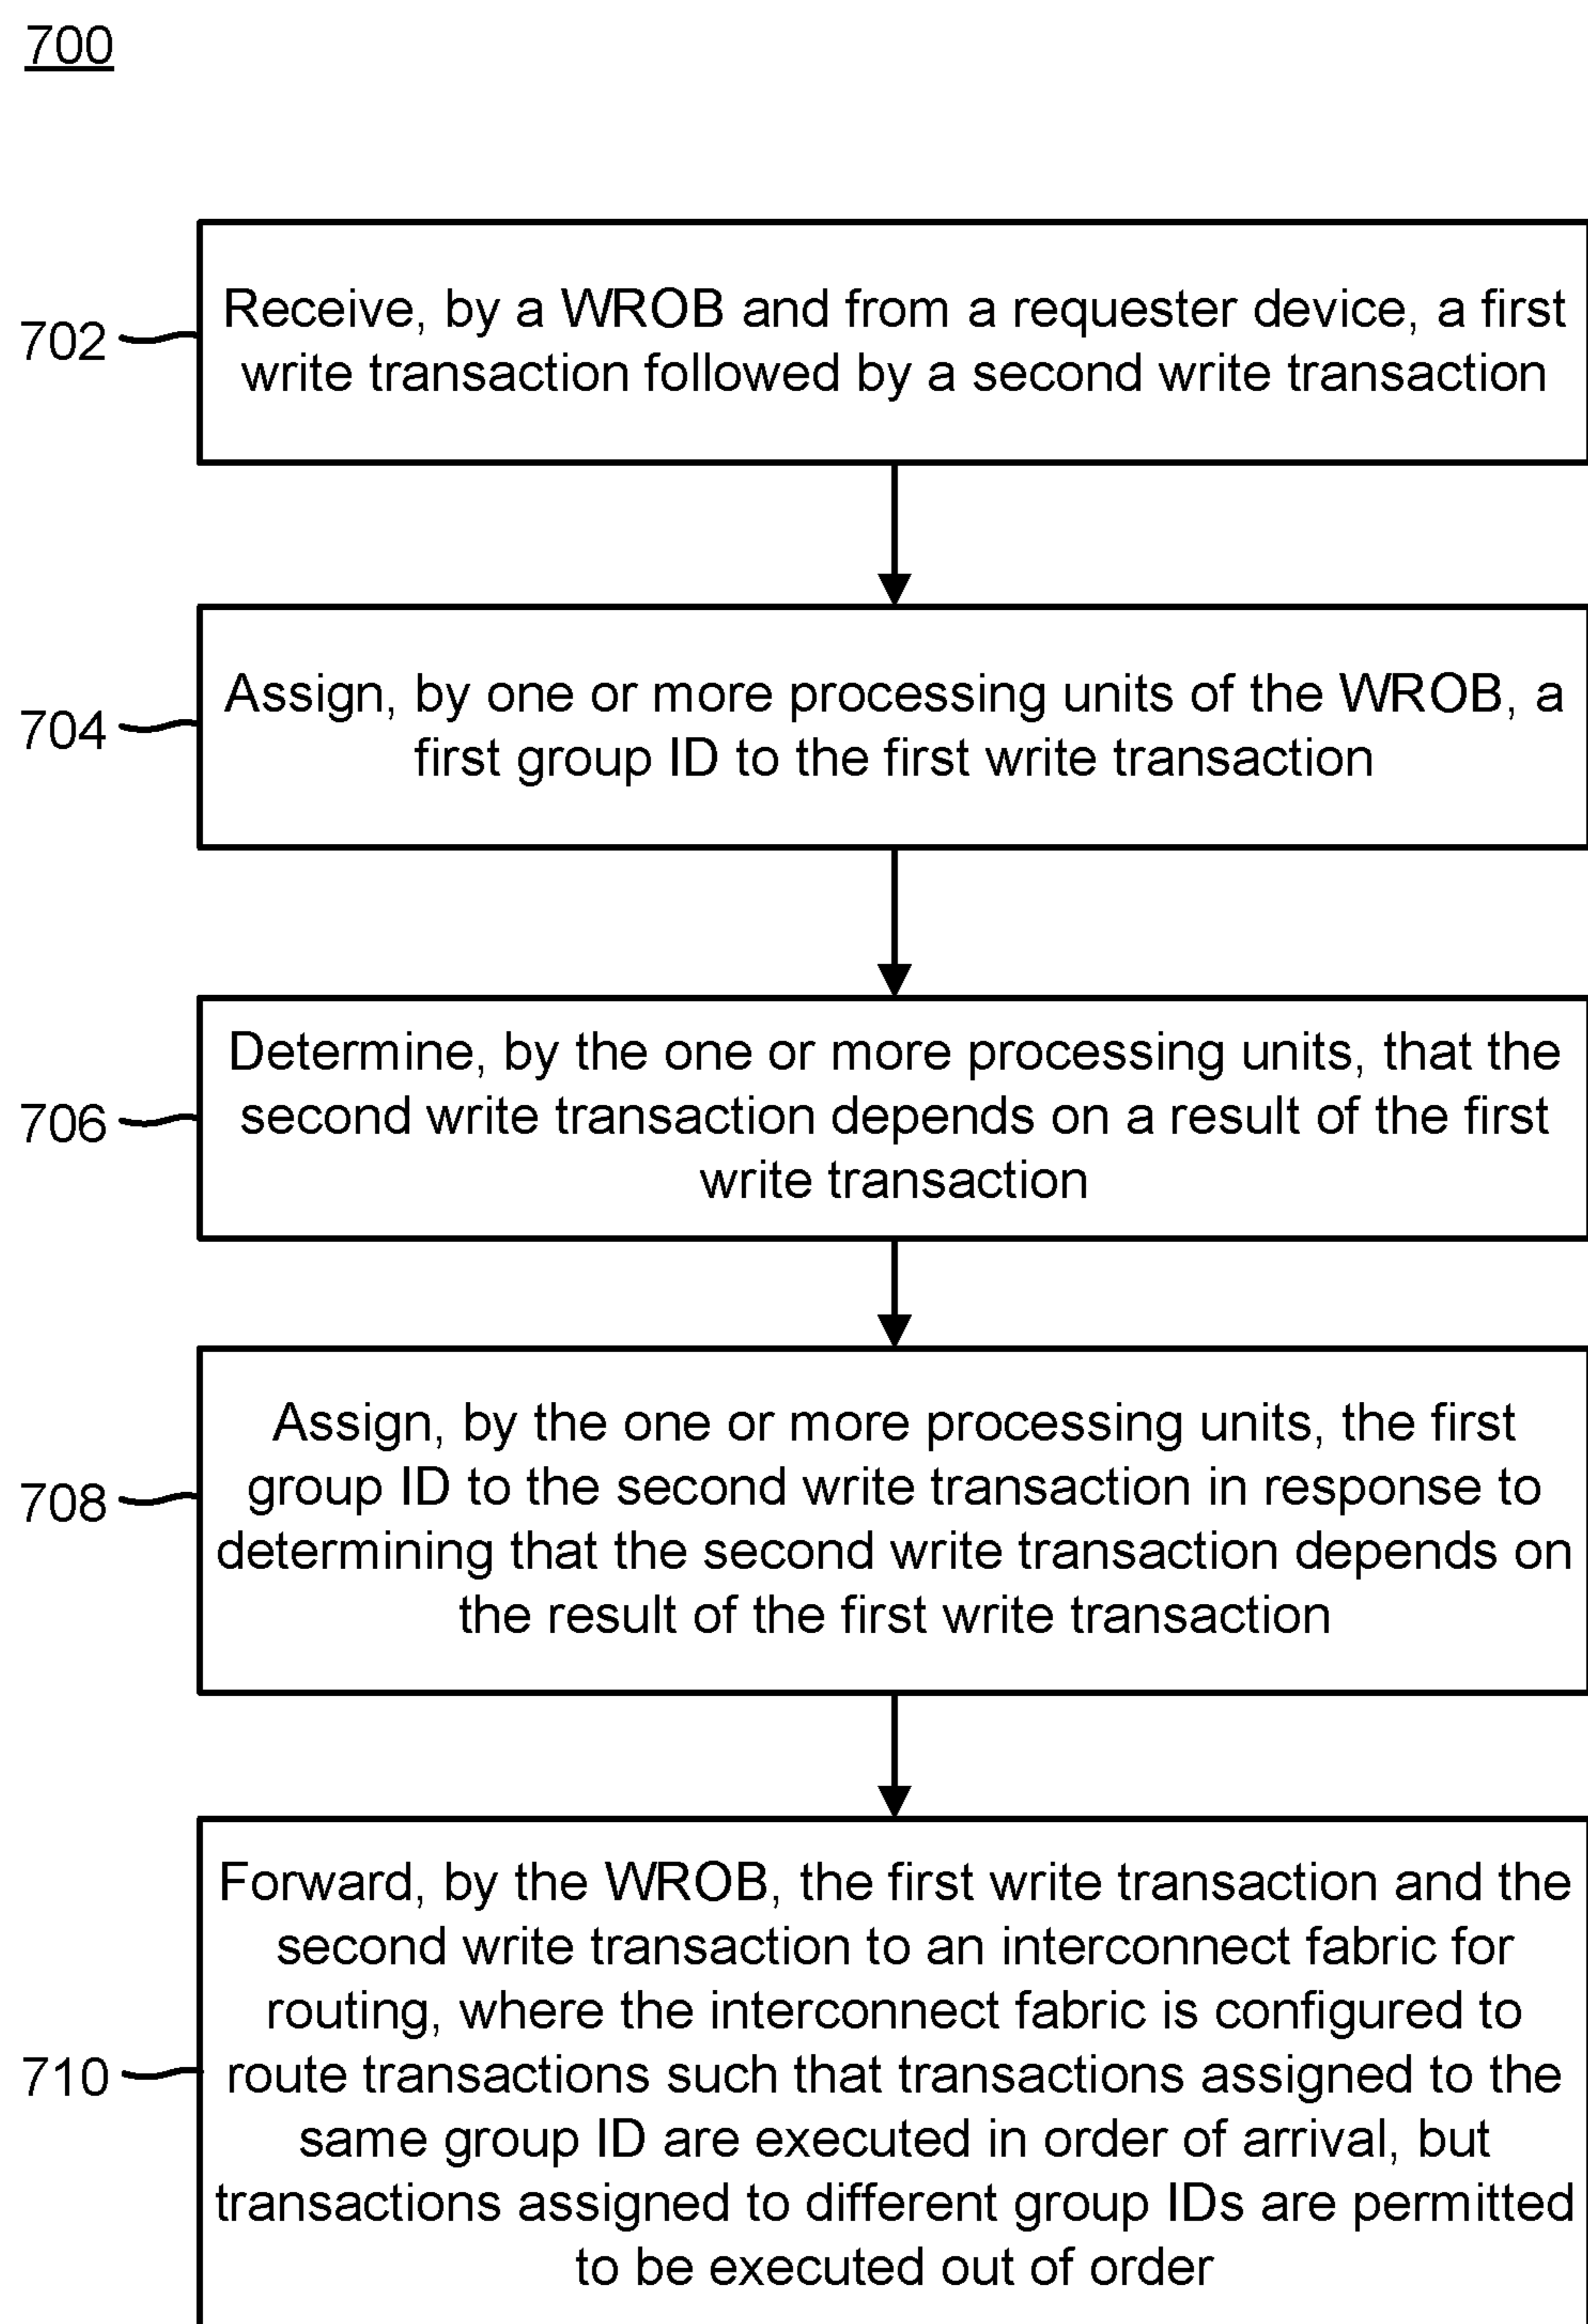 700
702
Receive, by a WROB and from a requester device, a first
write transaction followed by a second write transaction
704
Assign, by one or more processing units of the WROB, a
first group ID to the first write transaction
706
Determine, by the one or more processing units, that the
second write transaction depends on a result of the first
write transaction
708
Assign, by the one or more processing units, the first
group ID to the second write transaction in response to
determining that the second write transaction depends on
the result of the first write transaction
710
Forward, by the WROB, the first write transaction and the
second write transaction to an interconnect fabric for
routing, where the interconnect fabric is configured to
route transactions such that transactions assigned to the
same group ID are executed in order of arrival, but
transactions assigned to different group IDs are permitted
to be executed out of order